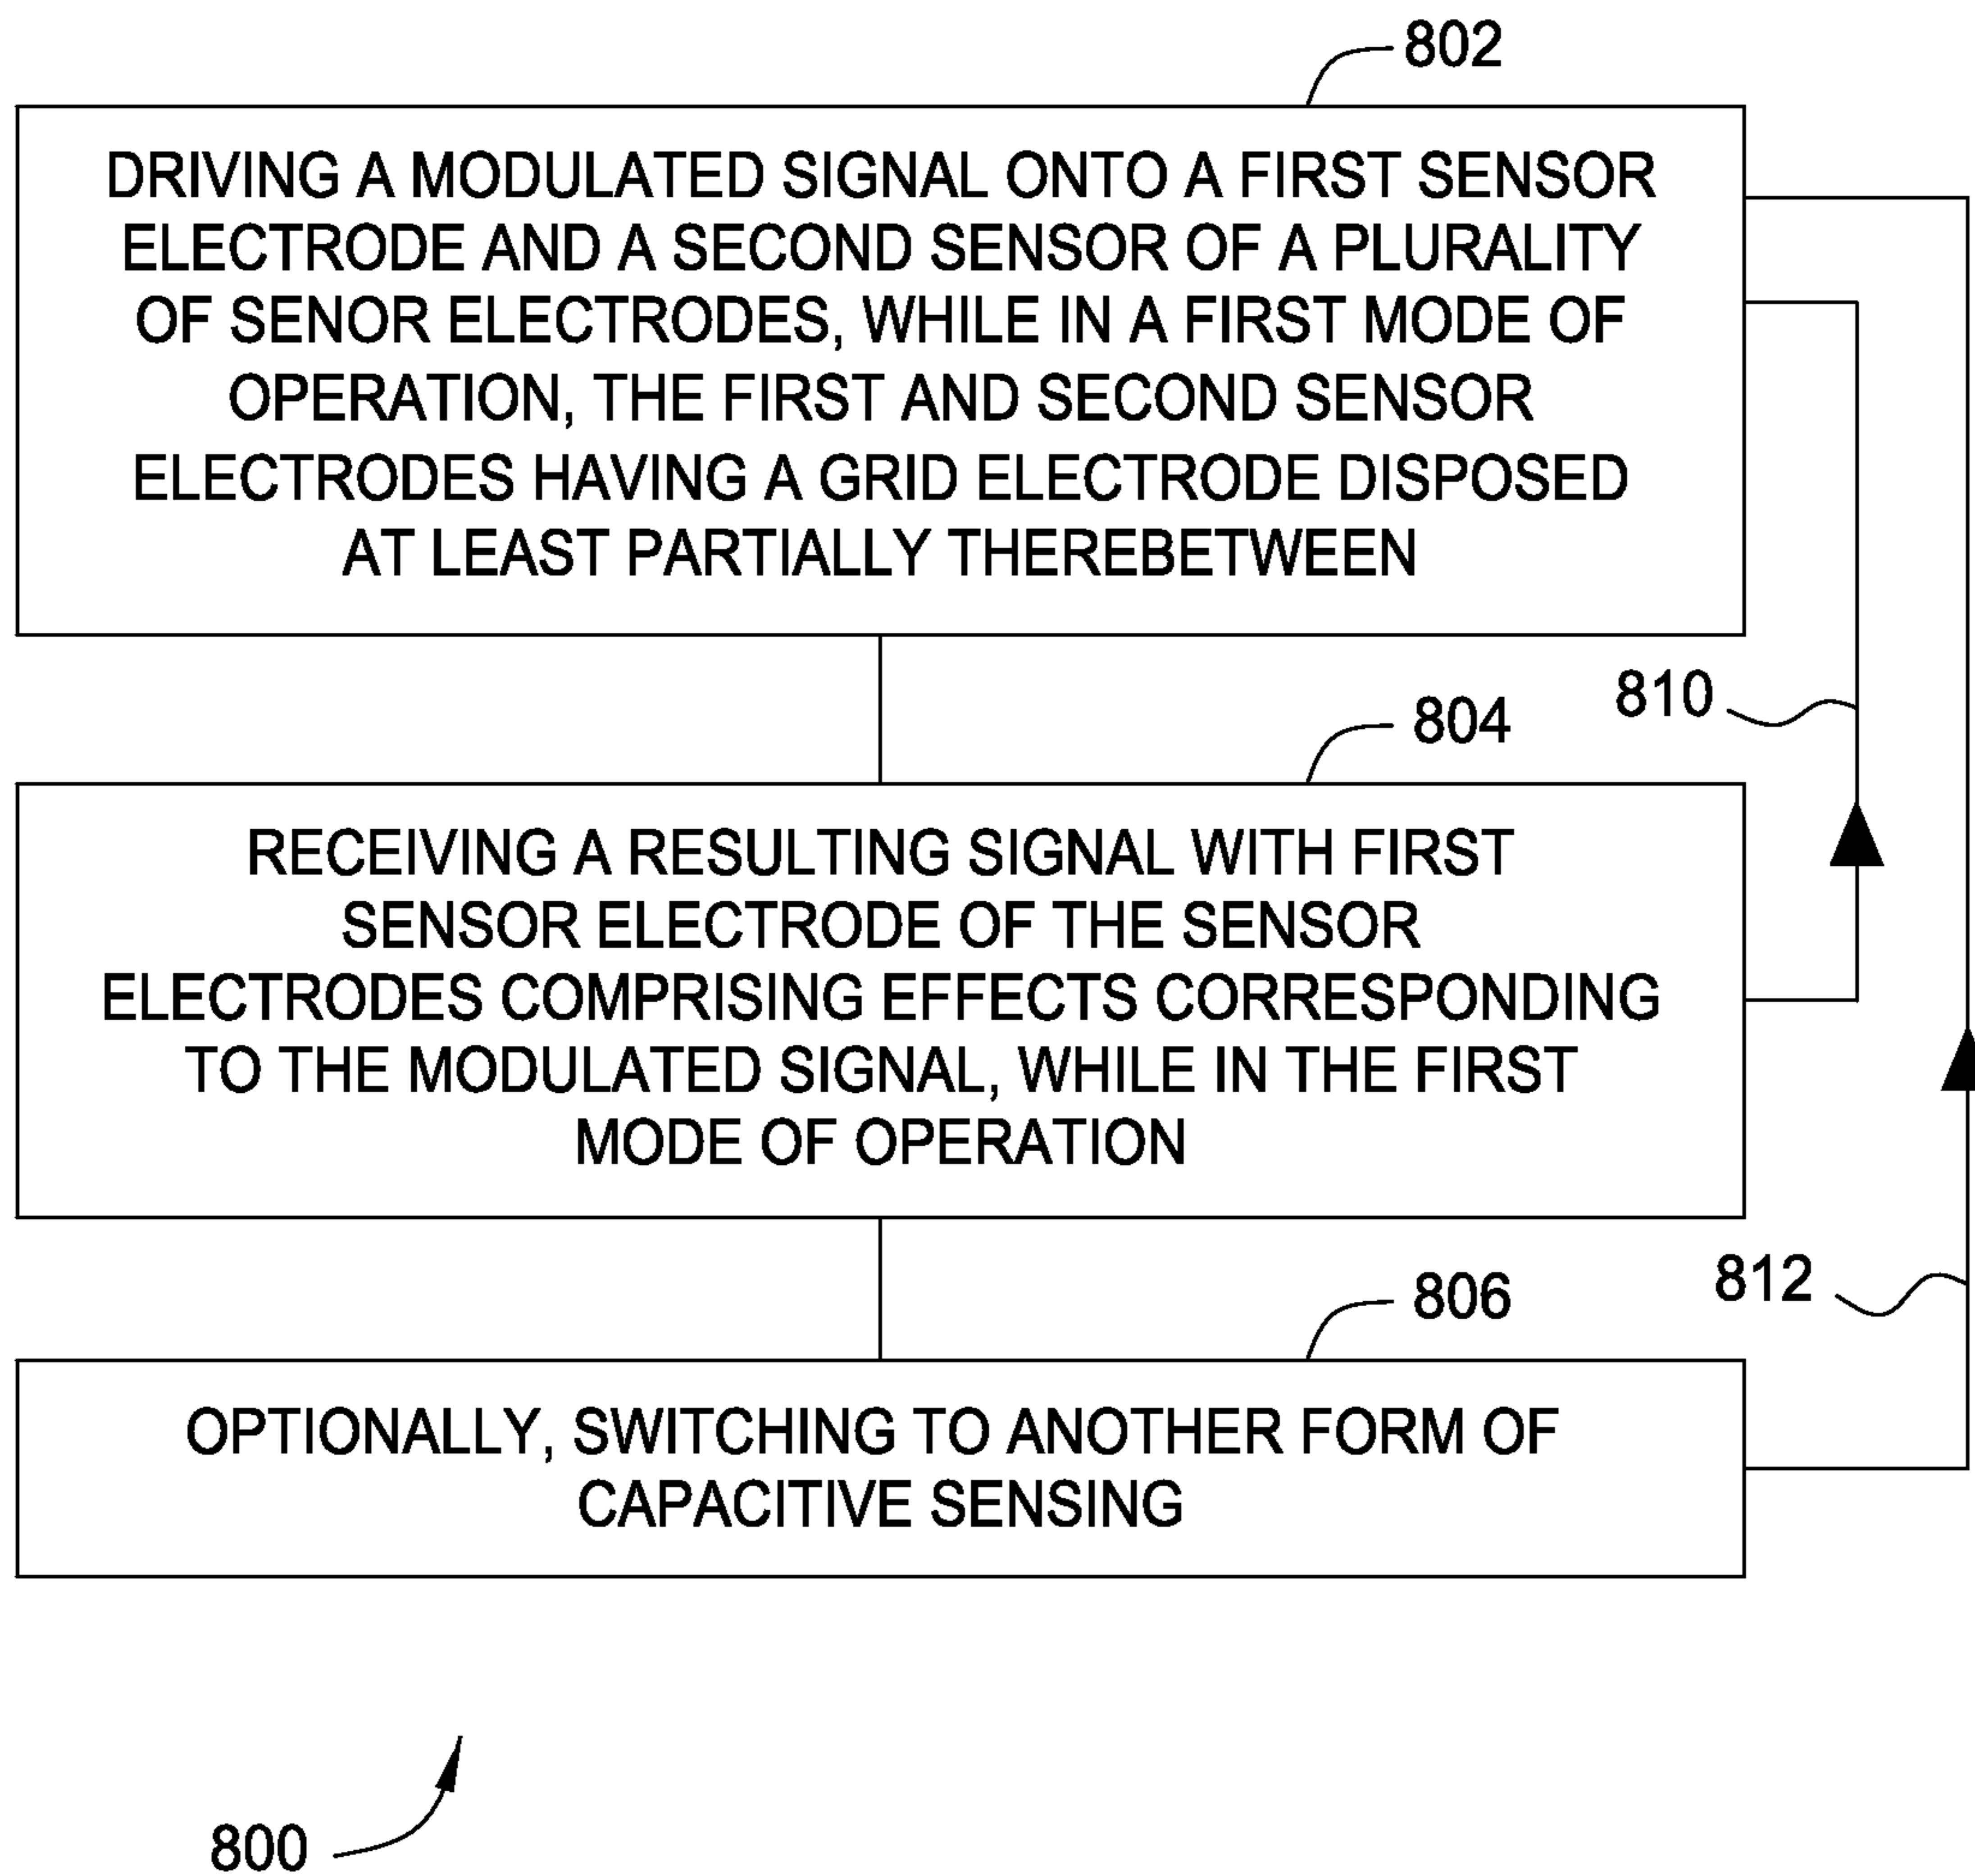 802
DRIVING A MODULATED SIGNAL ONTO A FIRST SENSOR
ELECTRODE AND A SECOND SENSOR OF A PLURALITY
OF SENOR ELECTRODES, WHILE IN A FIRST MODE OF
OPERATION, THE FIRST AND SECOND SENSOR
ELECTRODES HAVING A GRID ELECTRODE DISPOSED
AT LEAST PARTIALLY THEREBETWEEN
810
804
RECEIVING A RESULTING SIGNAL WITH FIRST
SENSOR ELECTRODE OF THE SENSOR
ELECTRODES COMPRISING EFFECTS CORRESPONDING
TO THE MODULATED SIGNAL, WHILE IN THE FIRST
MODE OF OPERATION
812
806
OPTIONALLY, SWITCHING TO ANOTHER FORM OF
CAPACITIVE SENSING
800